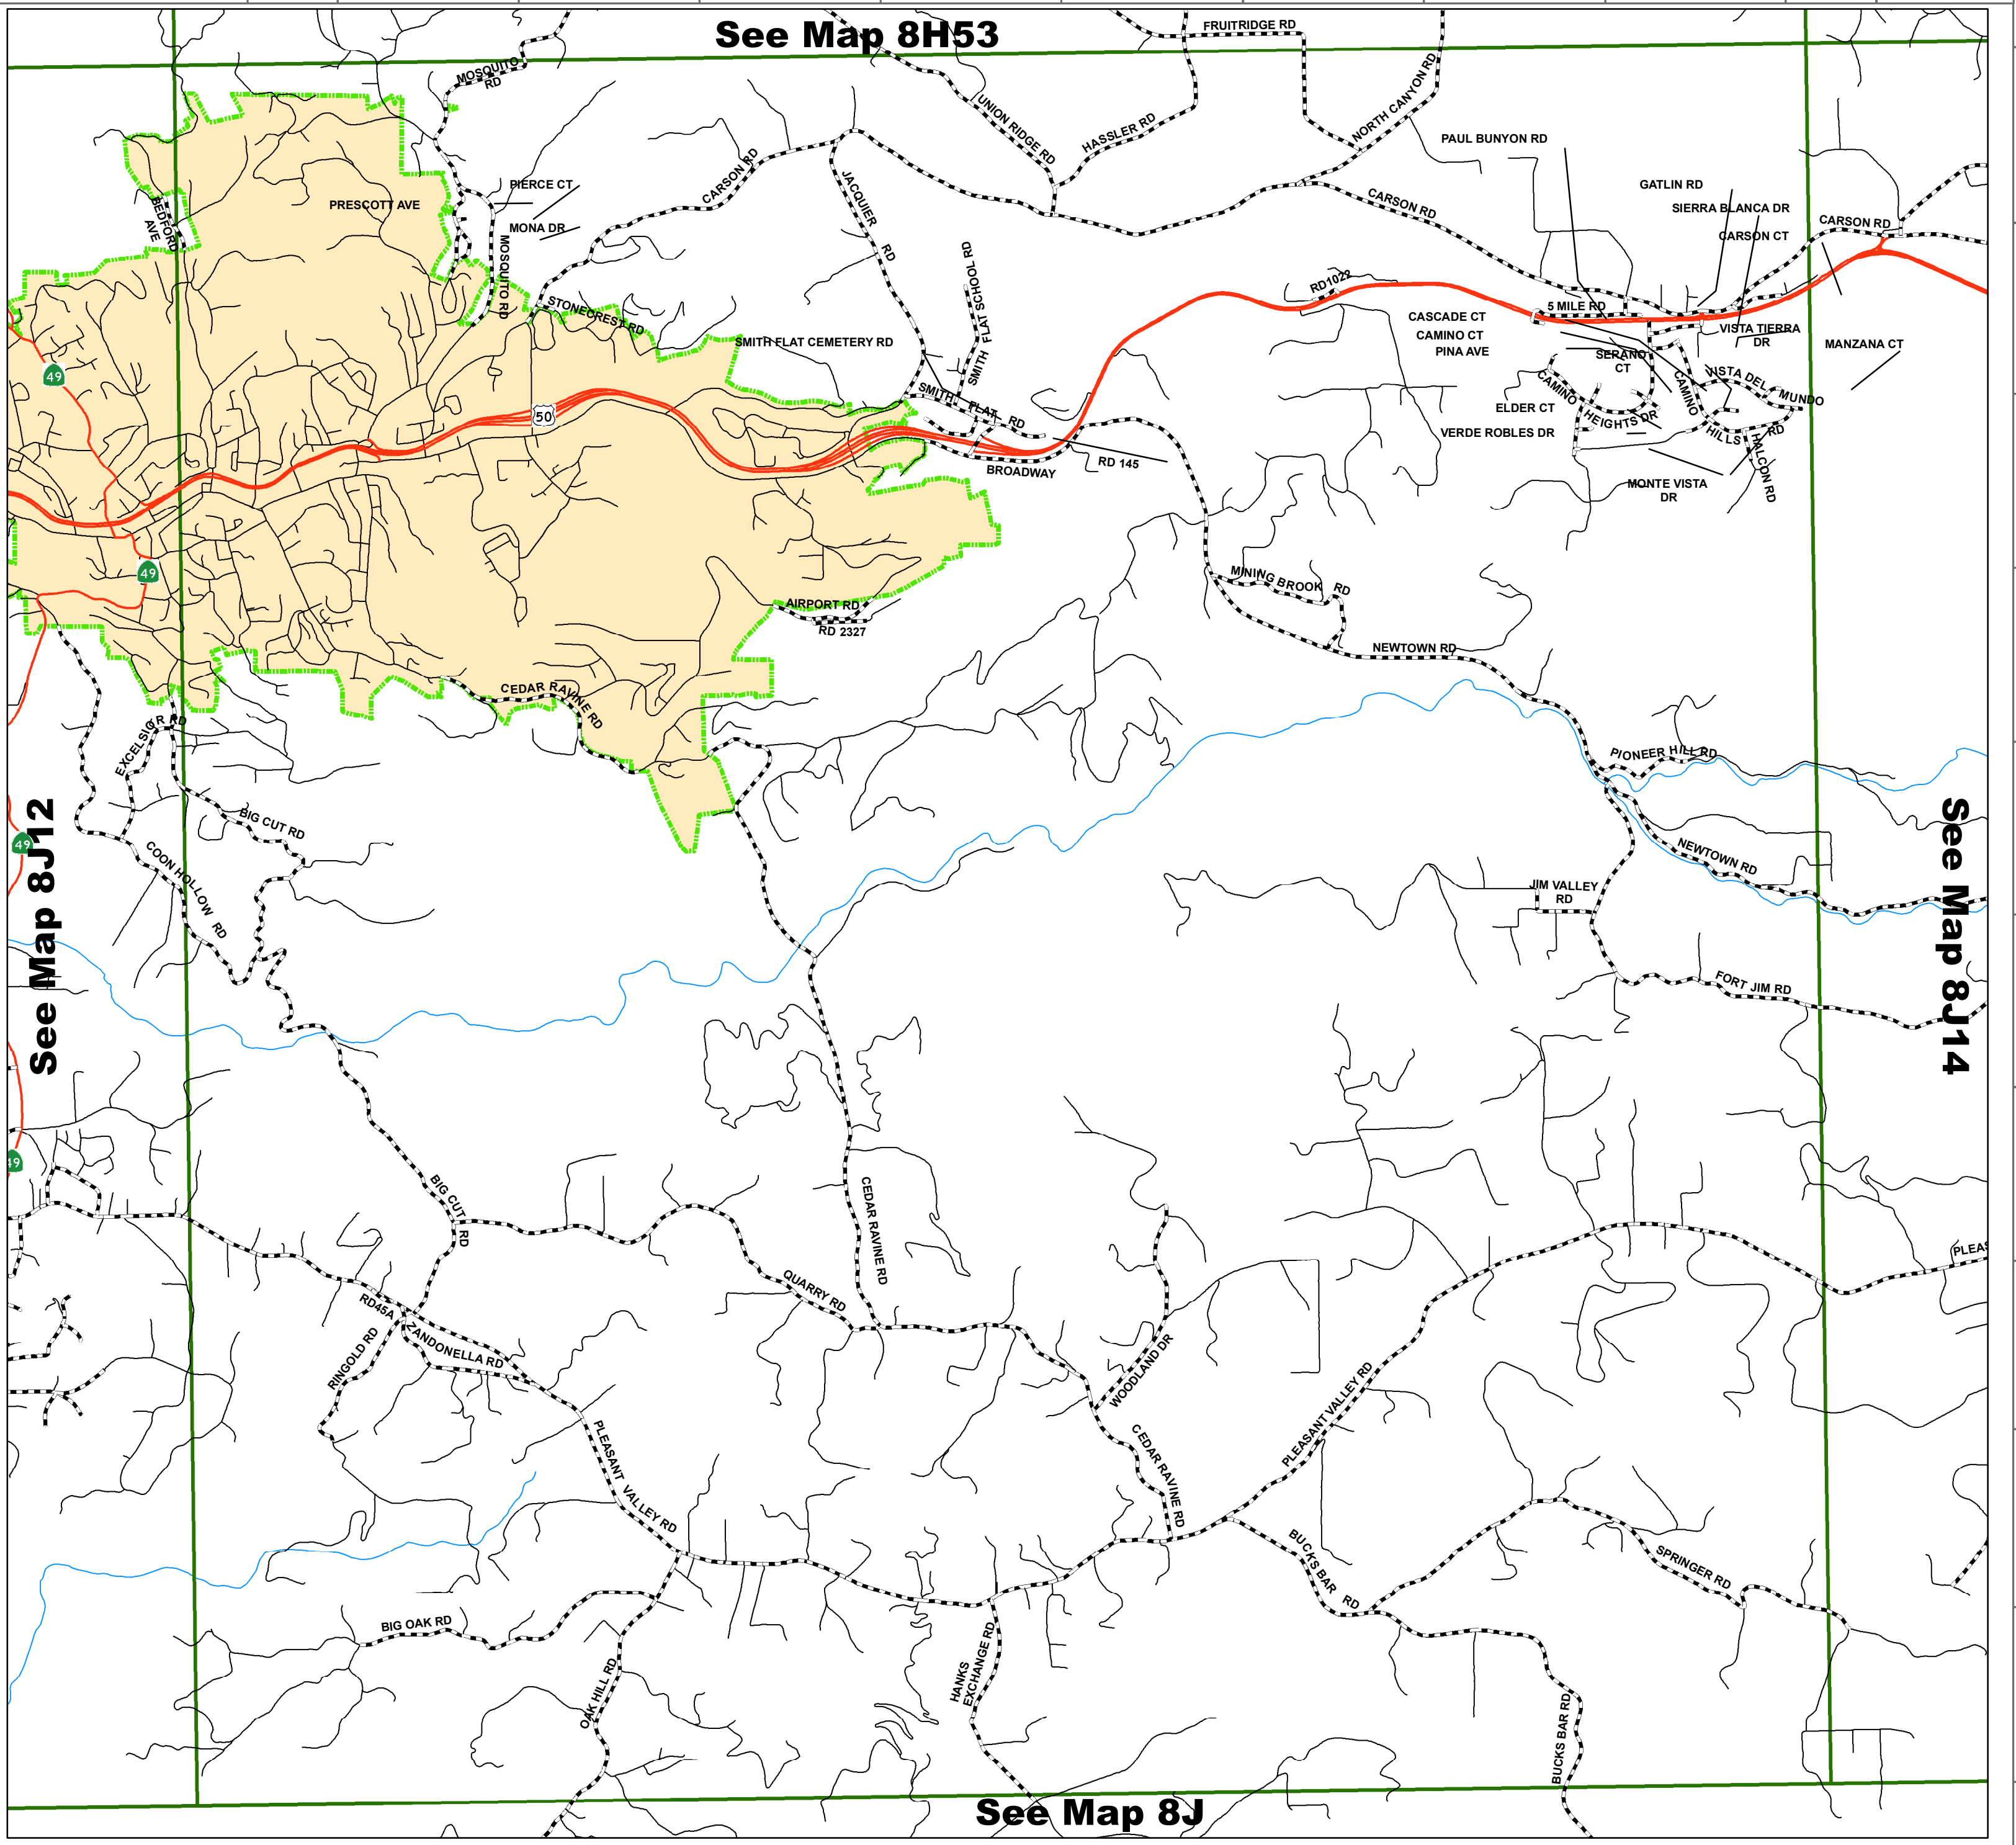 See Map 8H53
FRUITRIDGE RD
MOSQUITO
RD
UNION RIDGE RD
HASSLER RD
NORTH CANYON RD
PAUL BUNYON RD
CARSON RD
PIERCE CT
PRESCOTT AVE
BEDFORD
AVE
MONA DR
MOSQUITO RD
JACQUIER RD
CARSON RD
GATLIN RD
SIERRA BLANCA DR
CARSON CT
CARSON RD
SMITH FLAT SCHOOL RD
STONECREST RD
SMITH FLAT CEMETERY RD
RD1022
5 MILE RD
CASCADE CT
CAMINO CT
PINA AVE
SERANO
CT
VISTA TIERRA
DR
MANZANA CT
49
50
SMITH FLAT RD
CAMINO HEIGHTS DR
CAMINO HILLS RD
VISTA DEL MUNDO
ELDER CT
VERDE ROBLES DR
HALCON RD
BROADWAY
RD 145
MONTE VISTA
DR
49
MINING BROOK RD
AIRPORT RD
RD 2327
NEWTOWN RD
CEDAR RAVINE RD
EXCELSIOR RD
PIONEER HILL RD
BIG CUT RD
COON HOLLOW RD
49
See Map 8J12
See Map 8J14
NEWTOWN RD
JIM VALLEY
RD
FORT JIM RD
49
BIG CUT RD
CEDAR RAVINE RD
PLEAS
QUARRY RD
RD45A
ZANDONELLA RD
RINGOLD RD
WOODLAND DR
PLEASANT VALLEY RD
CEDAR RAVINE RD
PLEASANT VALLEY RD
BUCKS BAR RD
SPRINGER RD
BIG OAK RD
OAK HILL RD
HANKS
EXCHANGE RD
BUCKS BAR RD
See Map 8J